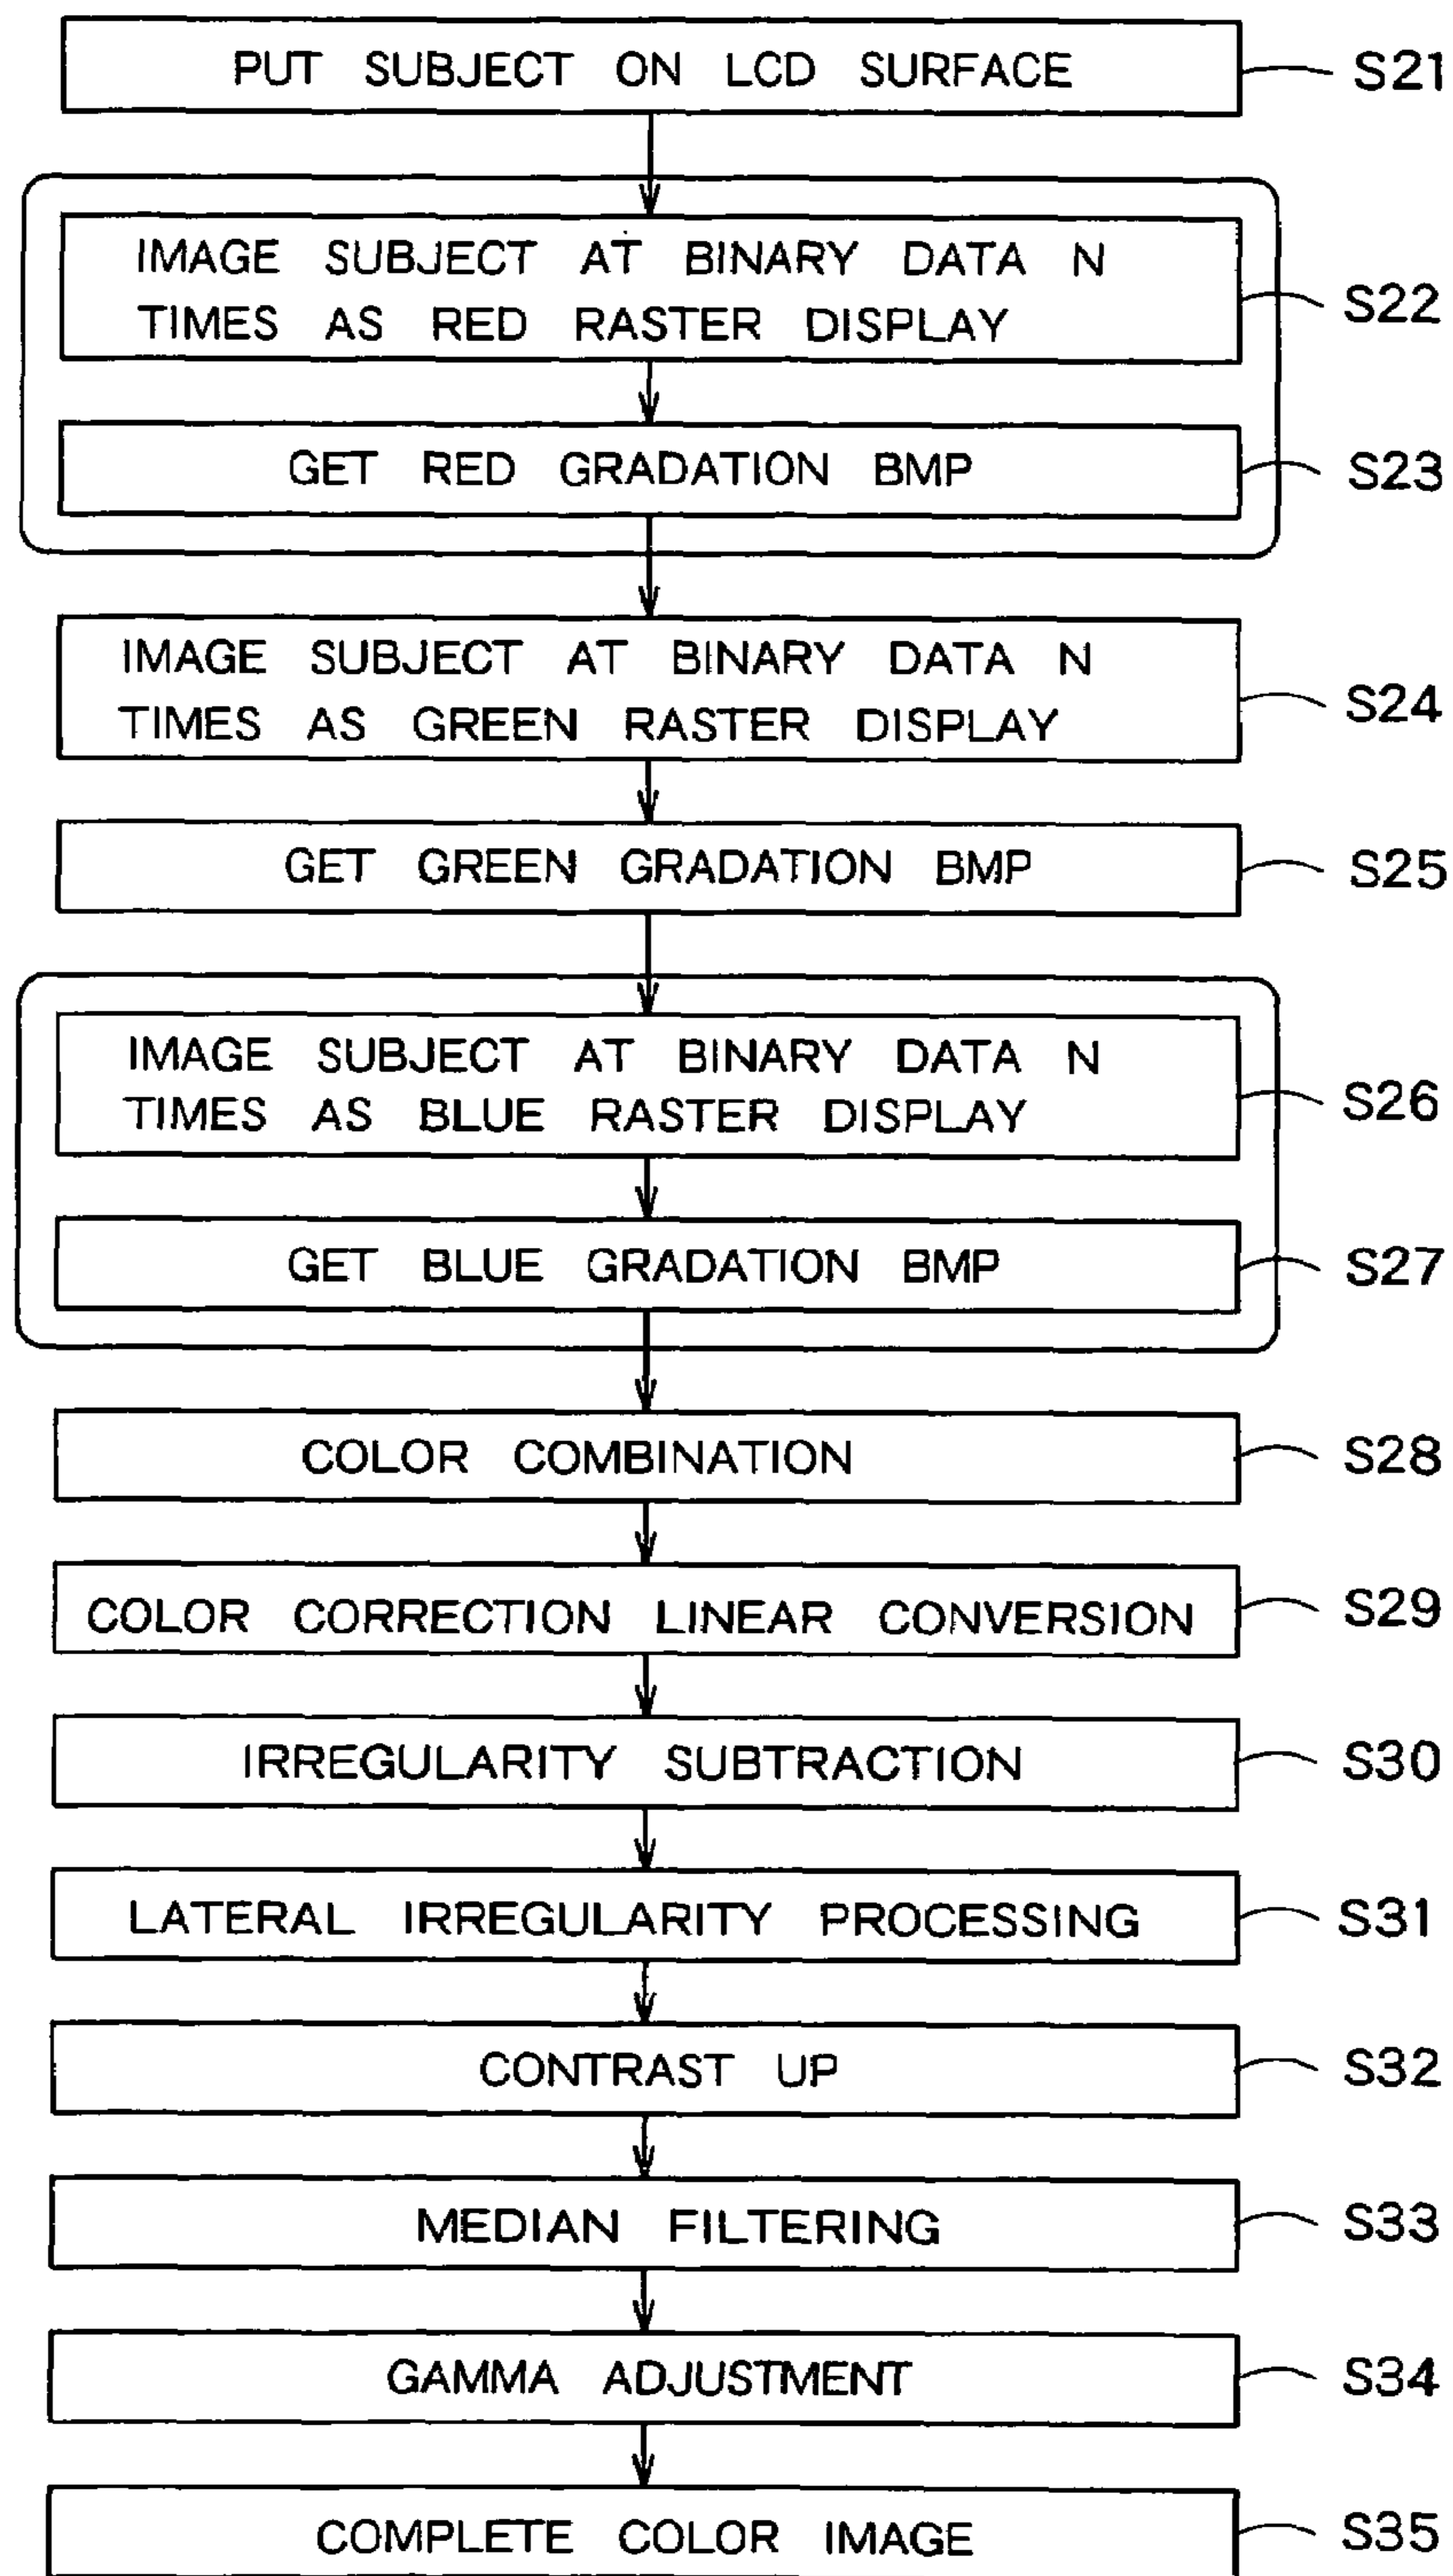 PUT SUBJECT ON LCD SURFACE S21
IMAGE SUBJECT AT BINARY DATA N
TIMES AS RED RASTER DISPLAY S22
GET RED GRADATION BMP S23
IMAGE SUBJECT AT BINARY DATA N
TIMES AS GREEN RASTER DISPLAY S24
GET GREEN GRADATION BMP S25
IMAGE SUBJECT AT BINARY DATA N
TIMES AS BLUE RASTER DISPLAY S26
GET BLUE GRADATION BMP S27
COLOR COMBINATION S28
COLOR CORRECTION LINEAR CONVERSION S29
IRREGULARITY SUBTRACTION S30
LATERAL IRREGULARITY PROCESSING S31
CONTRAST UP S32
MEDIAN FILTERING S33
GAMMA ADJUSTMENT S34
COMPLETE COLOR IMAGE S35